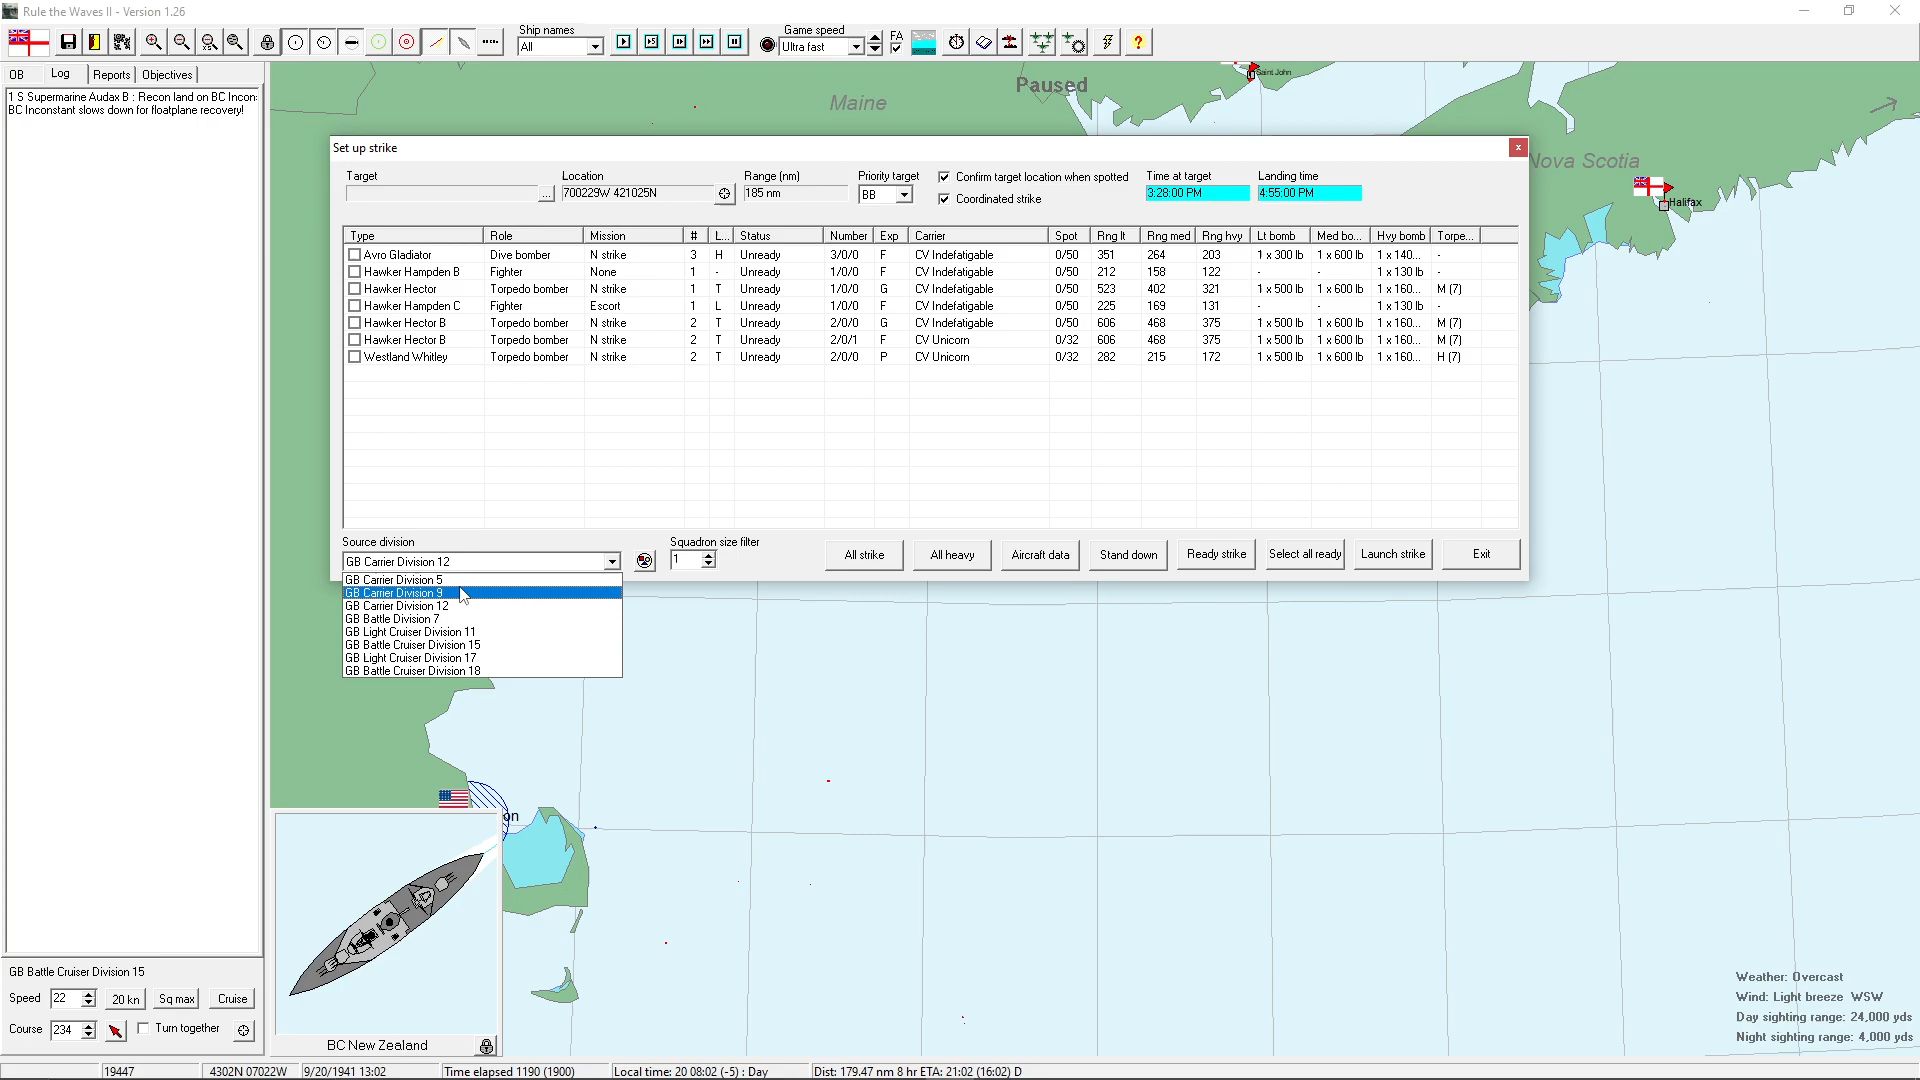 Rule the Waves II - Version 1.26
Ship names
All
Game speed
Ultra fast
FA
OB
Log
Reports
Objectives
1 S Supermarine Audax B : Recon land on BC Incon:
BC Inconstant slows down for floatplane recovery!
Paused
Maine
Saint John
Nova Scotia
Halifax
Set up strike
x
Target
...
Location
700229W 421025N
Range (nm)
185 nm
Priority target
BB
Confirm target location when spotted
Coordinated strike
Time at target
3:28:00 PM
Landing time
4:55:00 PM
Type Role Mission # L... Status Number Exp Carrier Spot Rng lt Rng med Rng hvy Lt bomb Med bo... Hvy bomb Torpe...
Avro Gladiator Dive bomber N strike 3 H Unready 3/0/0 F CV Indefatigable 0/50 351 264 203 1 x 300 lb 1 x 600 lb 1 x 140... -
Hawker Hampden B Fighter None 1 - Unready 1/0/0 F CV Indefatigable 0/50 212 158 122 - - 1 x 130 lb -
Hawker Hector Torpedo bomber N strike 1 T Unready 1/0/0 G CV Indefatigable 0/50 523 402 321 1 x 500 lb 1 x 600 lb 1 x 160... M (7)
Hawker Hampden C Fighter Escort 1 L Unready 1/0/0 F CV Indefatigable 0/50 225 169 131 - - 1 x 130 lb -
Hawker Hector B Torpedo bomber N strike 2 T Unready 2/0/0 G CV Indefatigable 0/50 606 468 375 1 x 500 lb 1 x 600 lb 1 x 160... M (7)
Hawker Hector B Torpedo bomber N strike 2 T Unready 2/0/1 F CV Unicorn 0/32 606 468 375 1 x 500 lb 1 x 600 lb 1 x 160... M (7)
Westland Whitley Torpedo bomber N strike 2 T Unready 2/0/0 P CV Unicorn 0/32 282 215 172 1 x 500 lb 1 x 600 lb 1 x 160... H (7)
Source division
GB Carrier Division 12
Squadron size filter
1
All strike
All heavy
Aircraft data
Stand down
Ready strike
Select all ready
Launch strike
Exit
GB Carrier Division 5
GB Carrier Division 9
GB Carrier Division 12
GB Battle Division 7
GB Light Cruiser Division 11
GB Battle Cruiser Division 15
GB Light Cruiser Division 17
GB Battle Cruiser Division 18
on
BC New Zealand
GB Battle Cruiser Division 15
Speed 22 20 kn Sq max Cruise
Course 234 Turn together
Weather: Overcast
Wind: Light breeze WSW
Day sighting range: 24,000 yds
Night sighting range: 4,000 yds
19447 4302N 07022W 9/20/1941 13:02 Time elapsed 1190 (1900) Local time: 20 08:02 (-5) : Day Dist: 179.47 nm 8 hr ETA: 21:02 (16:02) D